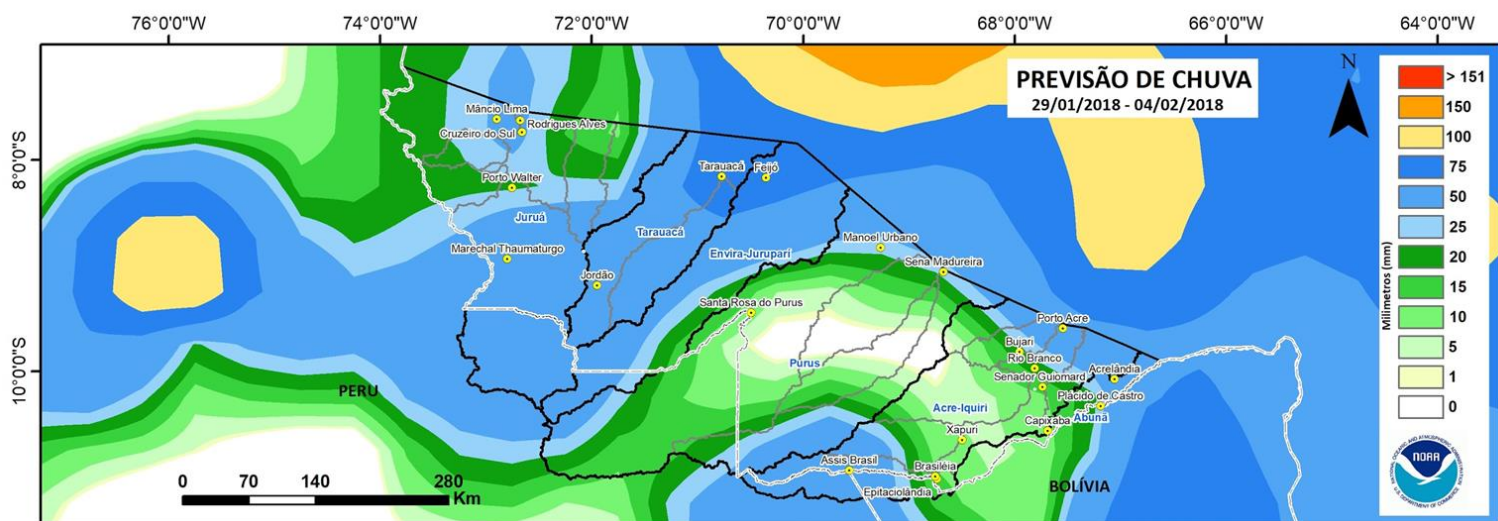 76°0'0"W 74°0'0"W 72°0'0"W 70°0'0"W 68°0'0"W 66°0'0"W 64°0'0"W
PREVISÃO DE CHUVA
29/01/2018 - 04/02/2018
N
> 151
150
100
75
50
25
20
15
10
5
1
0
Milímetros (mm)
8°0'0"S
10°0'0"S
Mâncio Lima
Rodrigues Alves
Cruzeiro do Sul
Porto Walter
Tarauacá
Feijó
Juruá
Tarauacá
Marechal Thaumaturgo
Envira-Jurupari
Manoel Urbano
Sena Madureira
Jordão
Santa Rosa do Purus
Porto Acre
Bujari
Rio Branco
Purus
Senador Guiomard
Acrelândia
Plácido de Castro
PERU
Acre-Iquiri
Abunã
Capixaba
Xapuri
Assis Brasil
Brasiléia
Epitaciolândia
BOLÍVIA
0 70 140 280
Km
NOAA